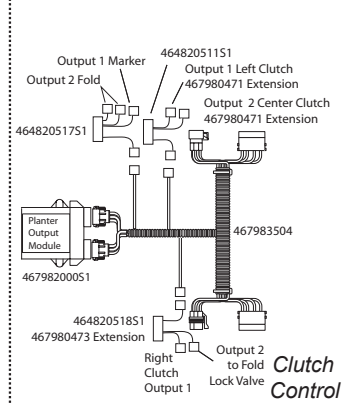 464820511S1
Output 1 Marker
Output 2 Fold
Output 1 Left Clutch
467980471 Extension
Output 2 Center Clutch
467980471 Extension
464820517S1
467983504
Planter
Output
Module
467982000S1
464820518S1
467980473 Extension
Right
Clutch
Output 1
Output 2
to Fold
Lock Valve
Clutch
Control